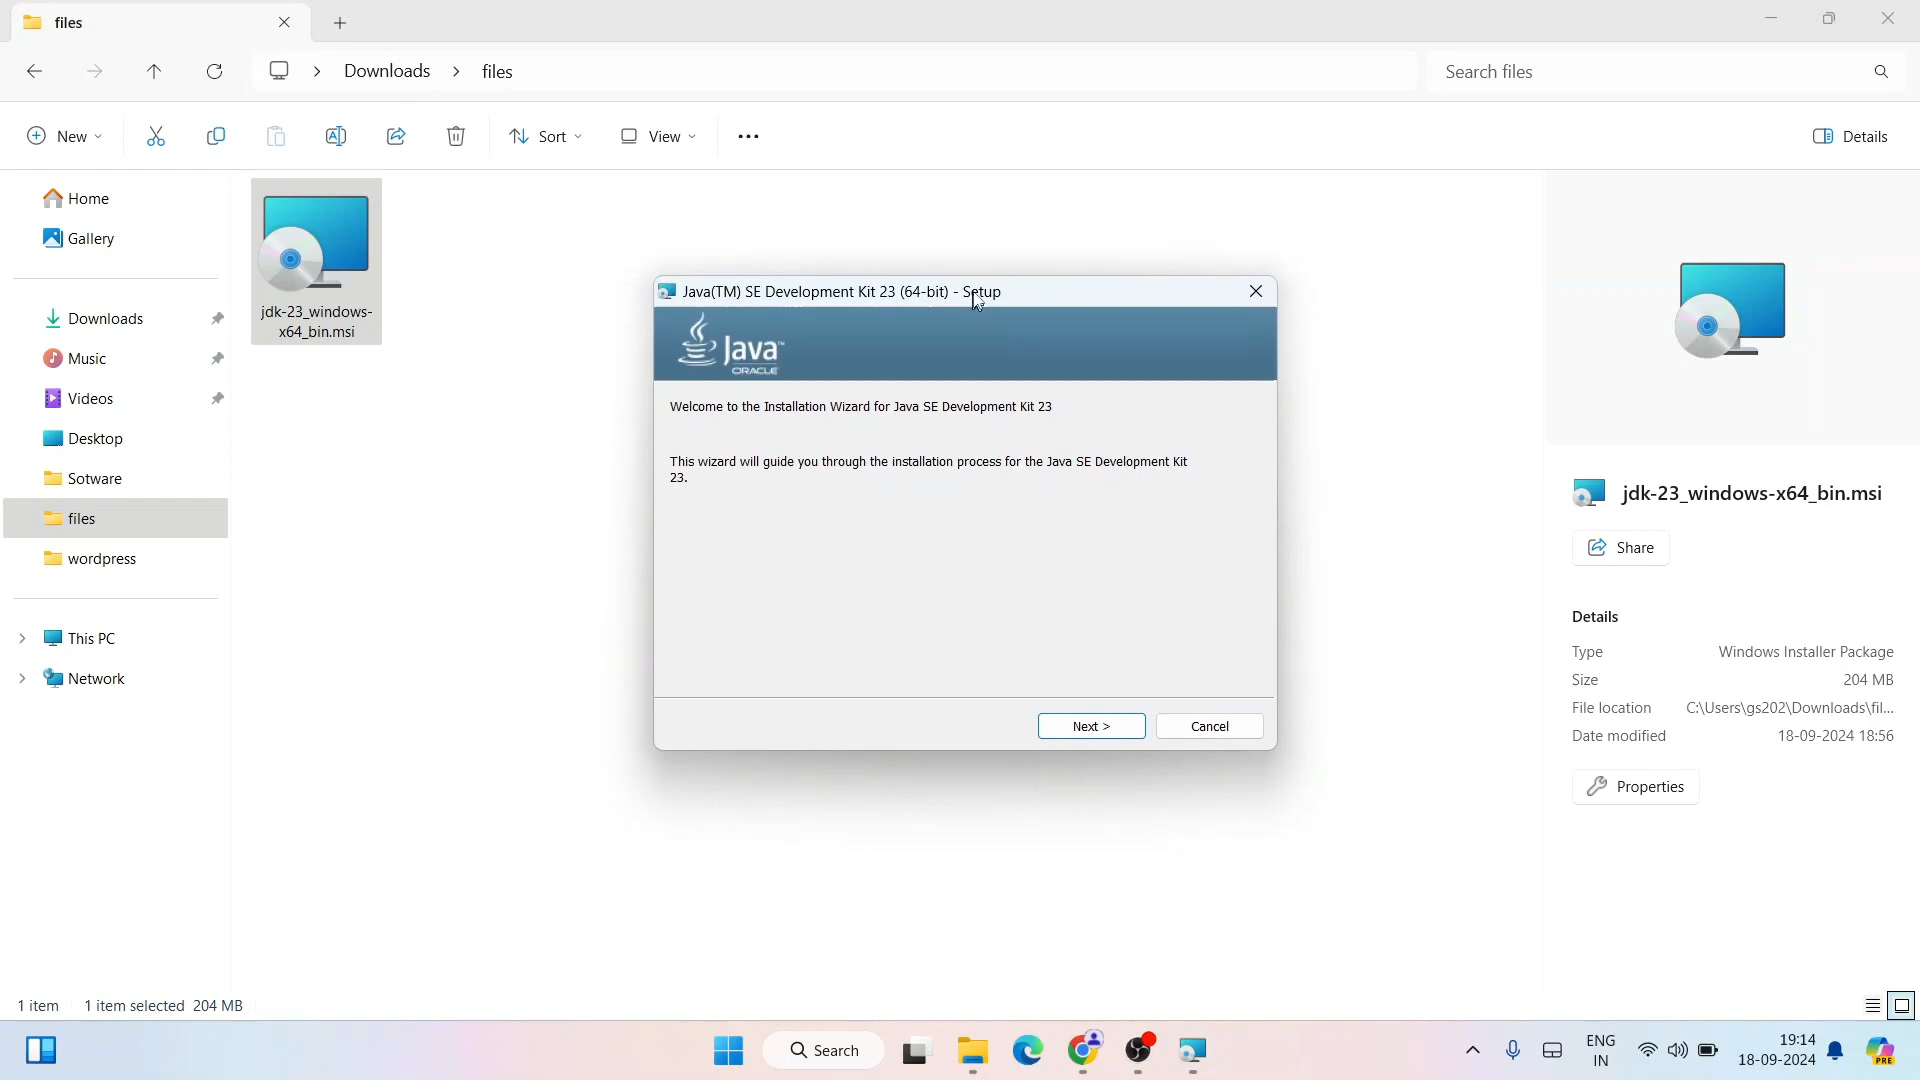 files
Downloads
files
Search files
New
Sort
View
Details
Home
Gallery
Downloads
Music
Videos
Desktop
Sotware
files
wordpress
This PC
Network
jdk-23_windows-
x64_bin.msi
Java(TM) SE Development Kit 23 (64-bit) - Setup
Java™
ORACLE
Welcome to the Installation Wizard for Java SE Development Kit 23
This wizard will guide you through the installation process for the Java SE Development Kit
23.
Next >
Cancel
jdk-23_windows-x64_bin.msi
Share
Details
Type Windows Installer Package
Size 204 MB
File location C:\Users\gs202\Downloads\fil...
Date modified 18-09-2024 18:56
Properties
1 item 1 item selected 204 MB
Search
ENG
IN
19:14
18-09-2024
PRE